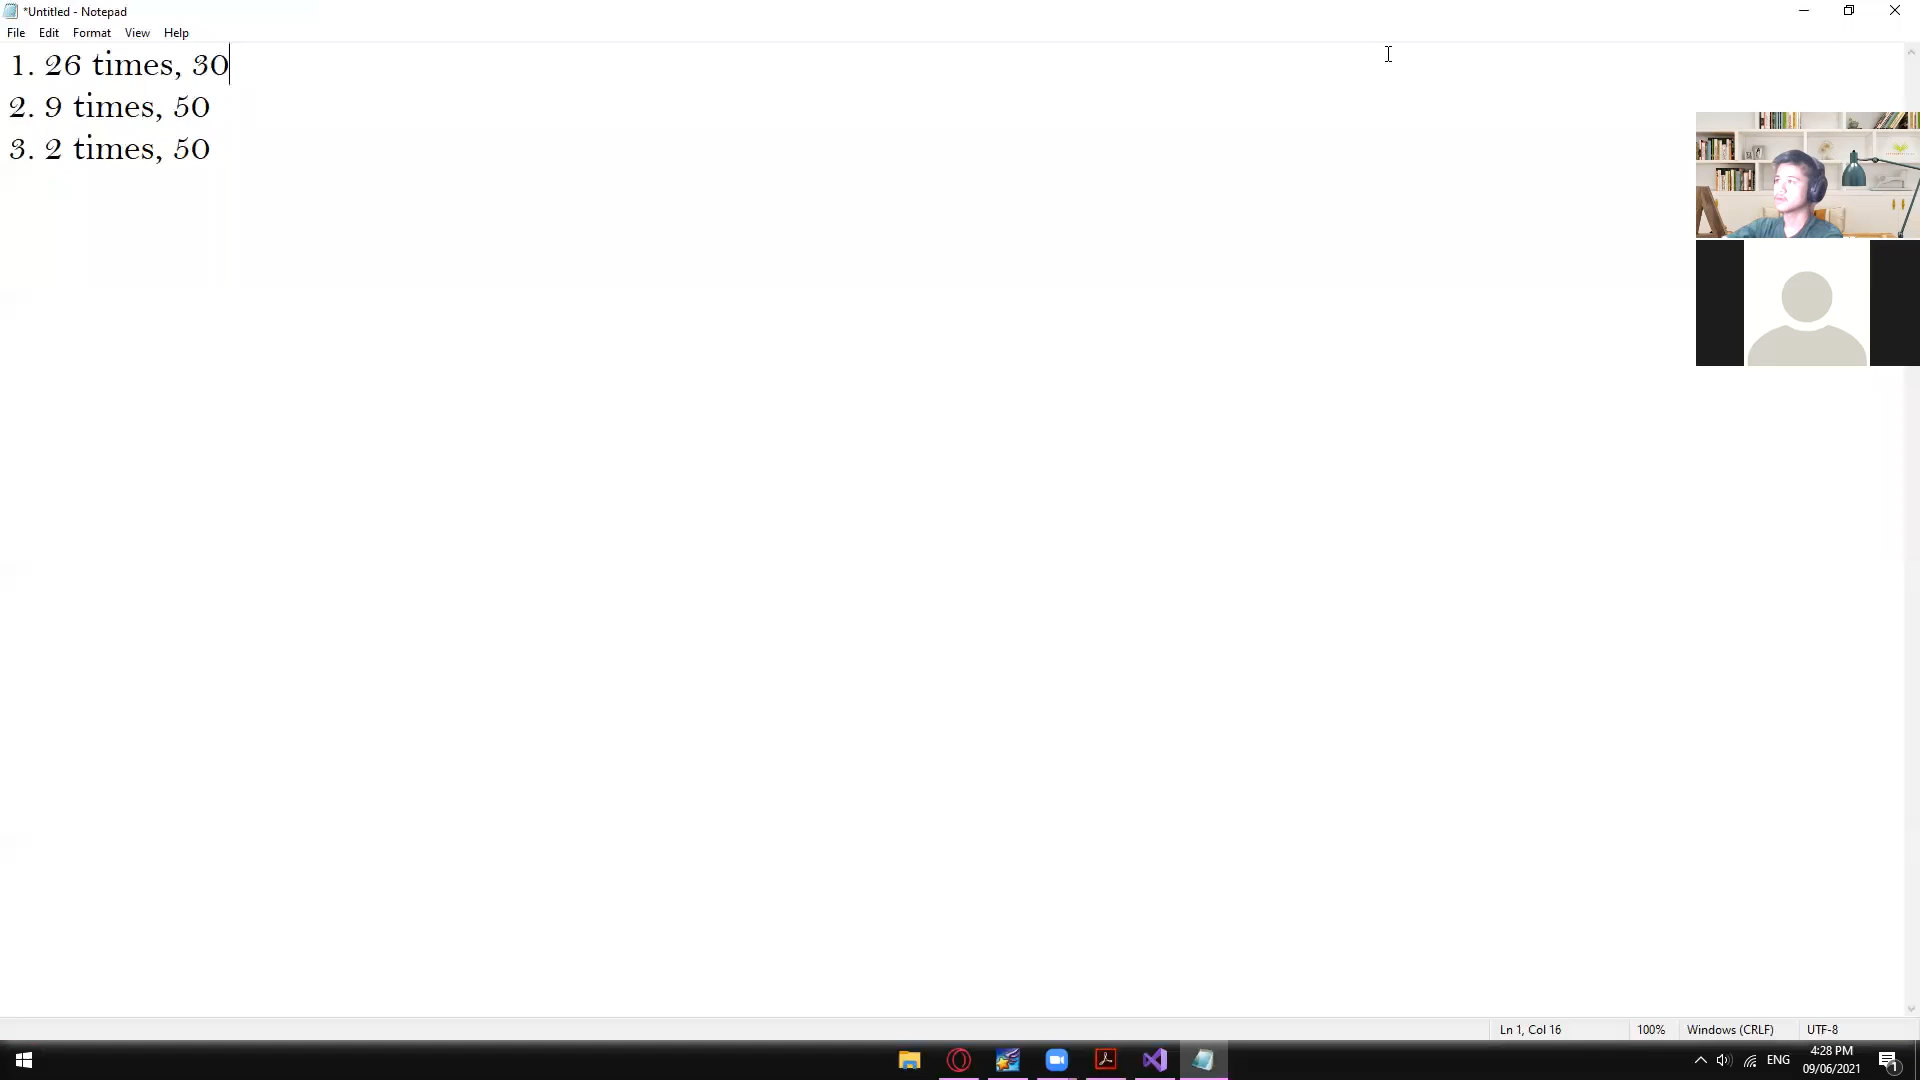 *Untitled - Notepad
File Edit Format View Help
1. 26 times, 30
2. 9 times, 50
3. 2 times, 50
Ln 1, Col 16 100% Windows (CRLF) UTF-8
ENG
4:28 PM
09/06/2021
1